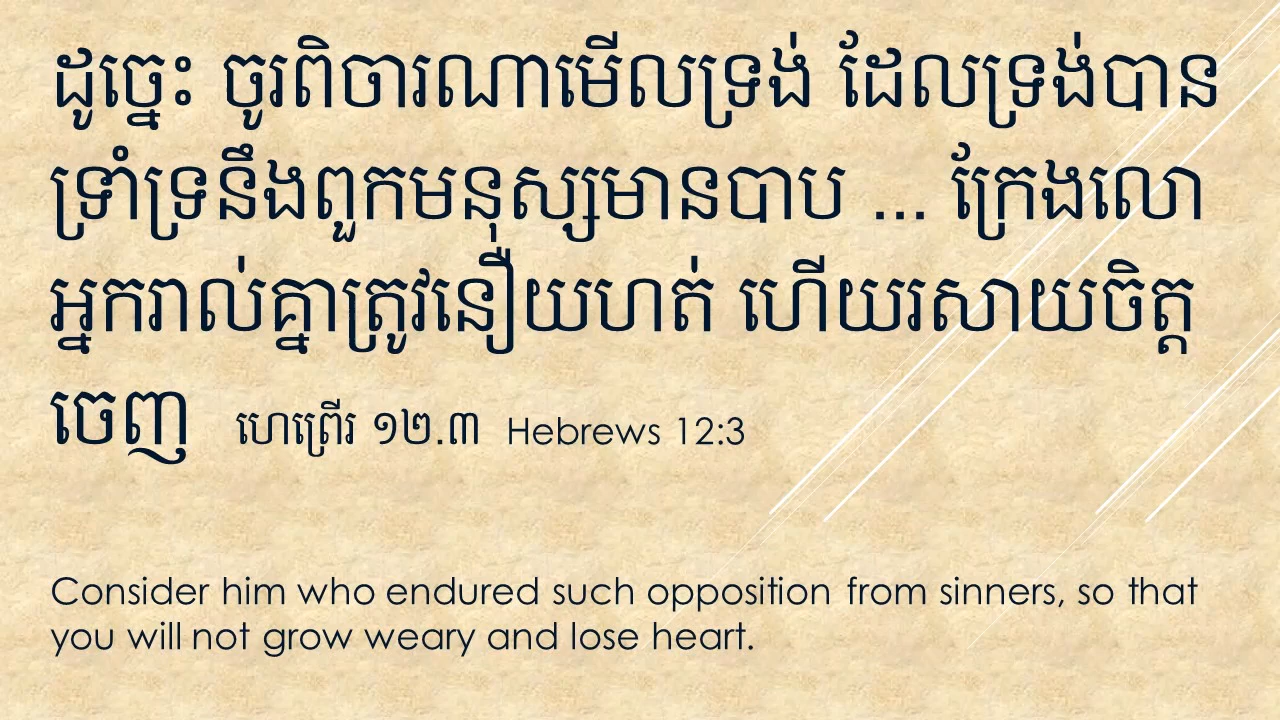 ដូច្នេះ ចូរពិចារណាមើលទ្រង់ ដែលទ្រង់បាន
ទ្រាំទ្រនឹងពួកមនុស្សមានបាប ... ក្រែងលោ
អ្នករាល់គ្នាត្រូវនឿយហត់ ហើយរសាយចិត្ត
ចេញ ហេព្រើរ ១២.៣ Hebrews 12:3
Consider him who endured such opposition from sinners, so that
you will not grow weary and lose heart.